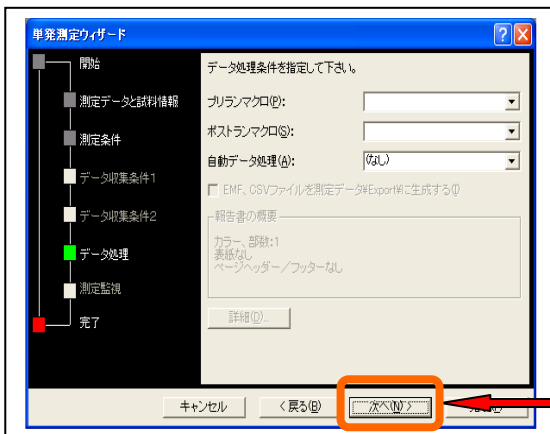 単発測定ウィザード
開始
測定データと試料情報
測定条件
データ収集条件1
データ収集条件2
データ処理
測定監視
完了
データ処理条件を指定して下さい。
プリランマクロ(P):
ポストランマクロ(S):
自動データ処理(A): (なし)
EMF、CSVファイルを測定データ¥Export¥に生成する(I)
報告書の概要
カラー、部数:1
表紙なし
ページヘッダー/フッターなし
詳細(D)...
キャンセル <戻る(B) 次へ(N)>